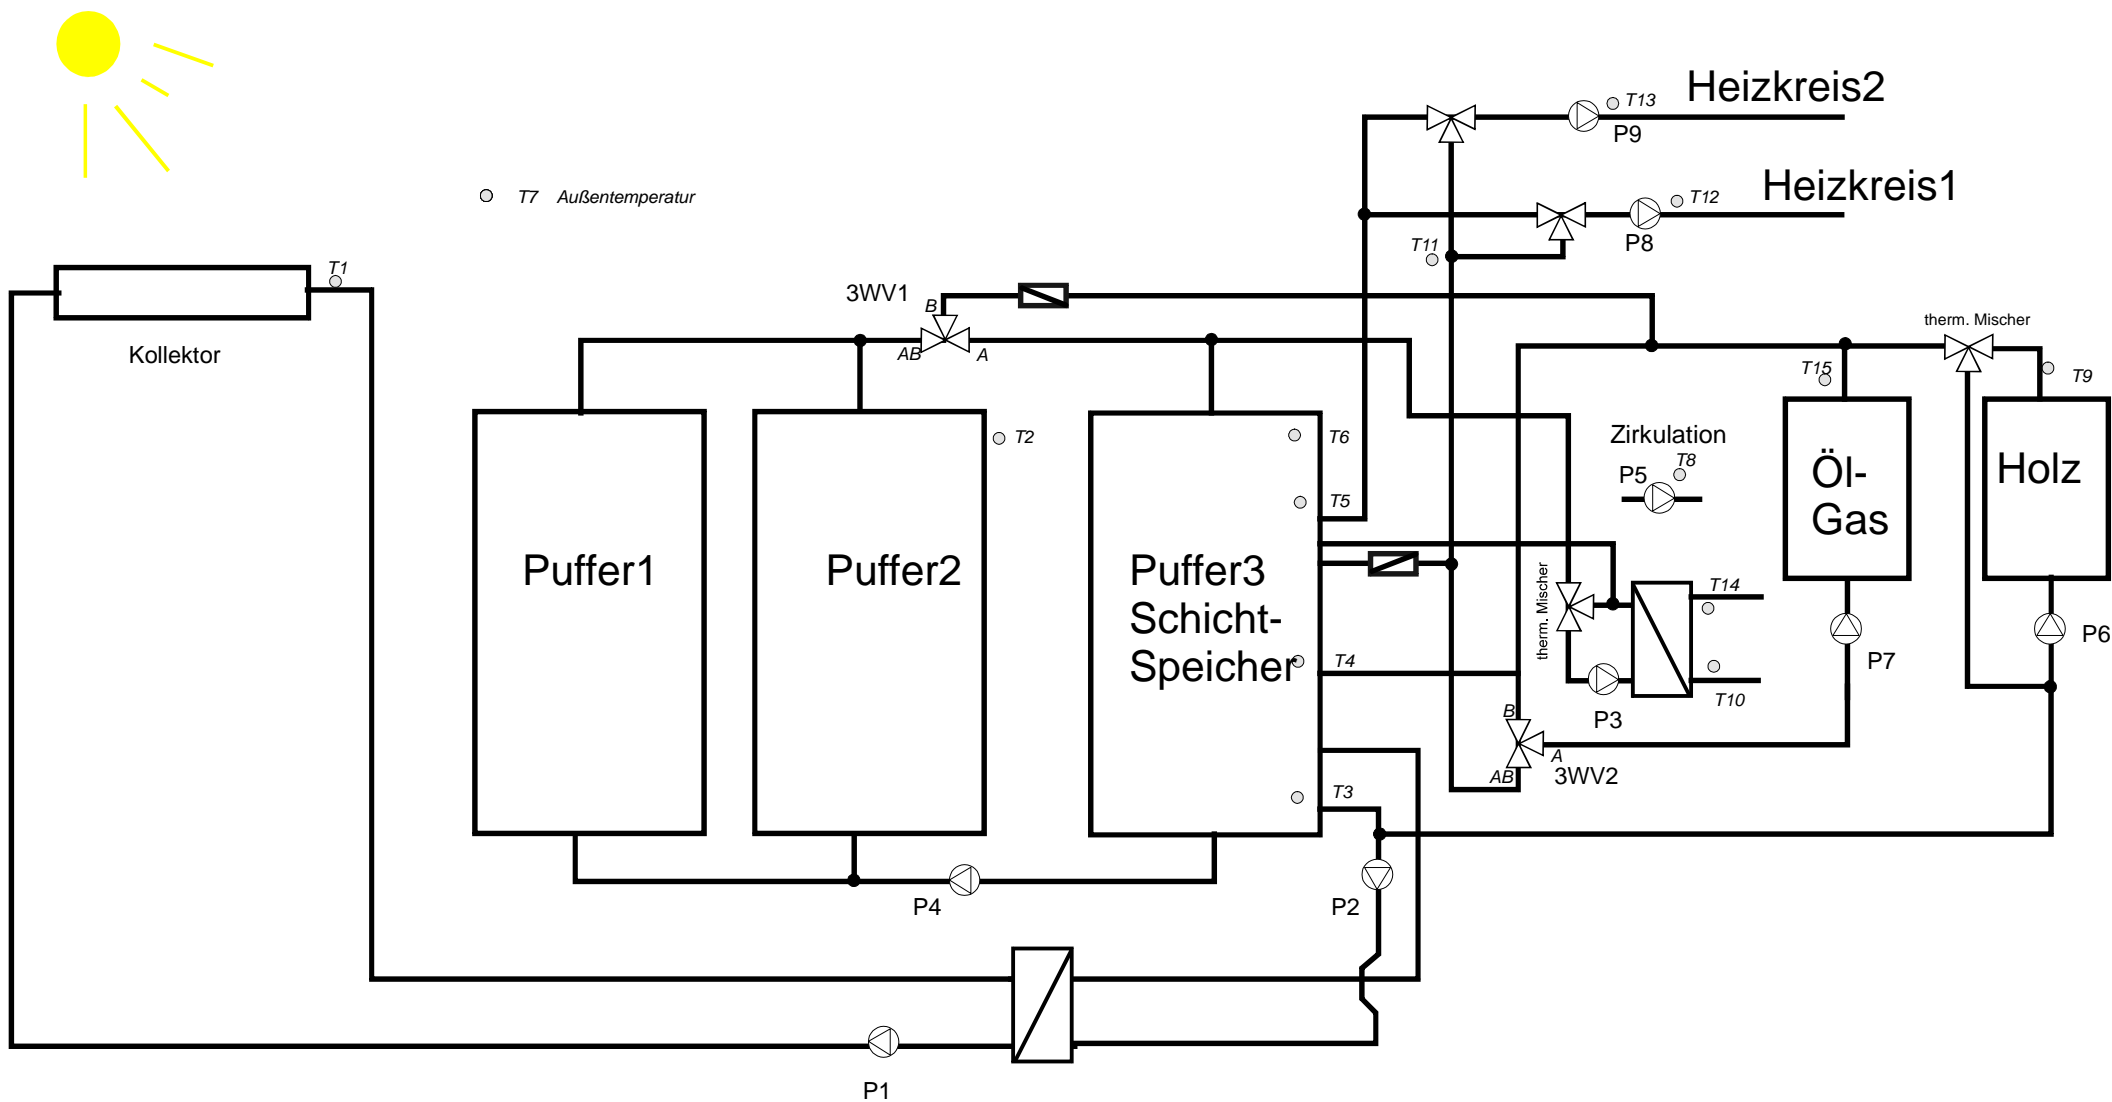 Heizkreis2
T13
P9
T7 Außentemperatur
Heizkreis1
T12
P8
T11
T1
Kollektor
3WV1
B
AB
A
therm. Mischer
T15
T9
T2
T6
Zirkulation
T8
P5
T5
Öl-
Gas
Holz
Puffer1
Puffer2
Puffer3
Schicht-
Speicher
therm. Mischer
T14
T4
P7
P6
T10
P3
B
A
AB
3WV2
T3
P4
P2
P1